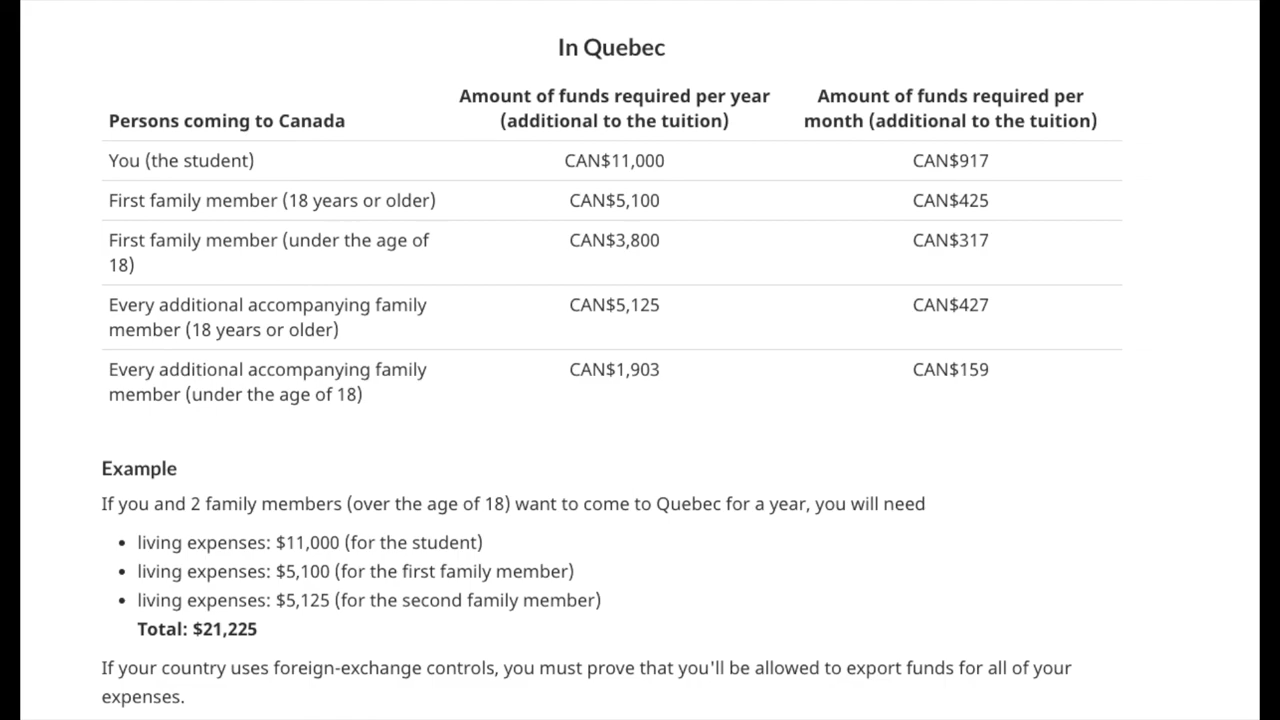 In Quebec
Persons coming to Canada
Amount of funds required per year
(additional to the tuition)
Amount of funds required per
month (additional to the tuition)
You (the student)
CAN$11,000
CAN$917
First family member (18 years or older)
CAN$5,100
CAN$425
First family member (under the age of
18)
CAN$3,800
CAN$317
Every additional accompanying family
member (18 years or older)
CAN$5,125
CAN$427
Every additional accompanying family
member (under the age of 18)
CAN$1,903
CAN$159
Example
If you and 2 family members (over the age of 18) want to come to Quebec for a year, you will need
• living expenses: $11,000 (for the student)
• living expenses: $5,100 (for the first family member)
• living expenses: $5,125 (for the second family member)
Total: $21,225
If your country uses foreign-exchange controls, you must prove that you'll be allowed to export funds for all of your
expenses.